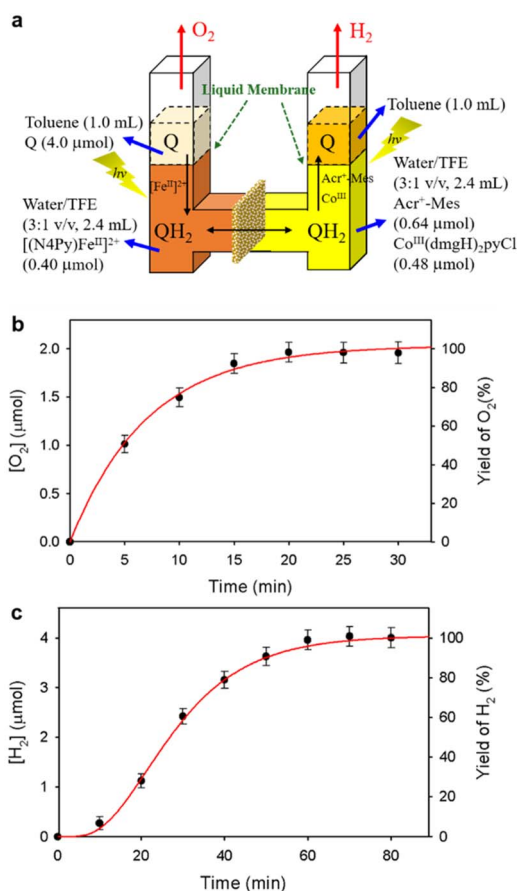 a
O₂
H₂
Liquid Membrane
Toluene (1.0 mL)
Q (4.0 μmol)
Toluene (1.0 mL)
Q
Q
hν
hν
[Feᴵᴵ]²⁺
Acr⁺-Mes
Coᴵᴵᴵ
Water/TFE
(3:1 v/v, 2.4 mL)
[(N4Py)Feᴵᴵ]²⁺
(0.40 μmol)
QH₂
QH₂
Water/TFE
(3:1 v/v, 2.4 mL)
Acr⁺-Mes
(0.64 μmol)
Coᴵᴵᴵ(dmgH)₂pyCl
(0.48 μmol)
b
[O₂] (μmol)
2.0
1.5
1.0
0.5
0.0
0 5 10 15 20 25 30
Time (min)
100
80
60
40
20
0
Yield of O₂(%)
c
[H₂] (μmol)
4
3
2
1
0
0 20 40 60 80
Time (min)
100
80
60
40
20
0
Yield of H₂ (%)